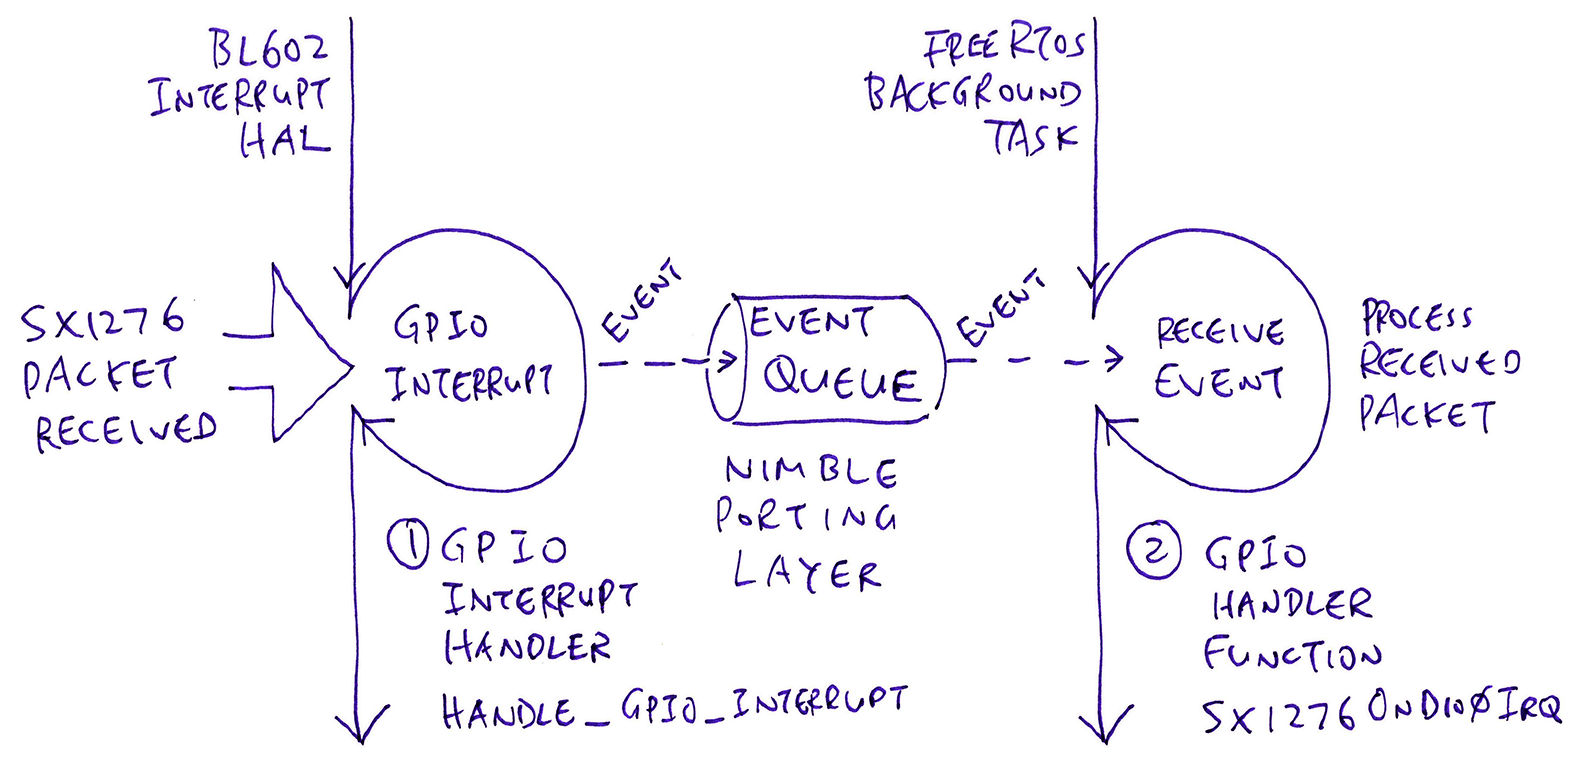 BL602
INTERRUPT
HAL
FREERTOS
BACKGROUND
TASK
SX1276
PACKET
RECEIVED
GPIO
INTERRUPT
EVENT
EVENT
QUEUE
NIMBLE
PORTING
LAYER
EVENT
RECEIVE
EVENT
PROCESS
RECEIVED
PACKET
1 GPIO
INTERRUPT
HANDLER
HANDLE_GPIO_INTERRUPT
2 GPIO
HANDLER
FUNCTION
SX1276ONDIO0IRQ